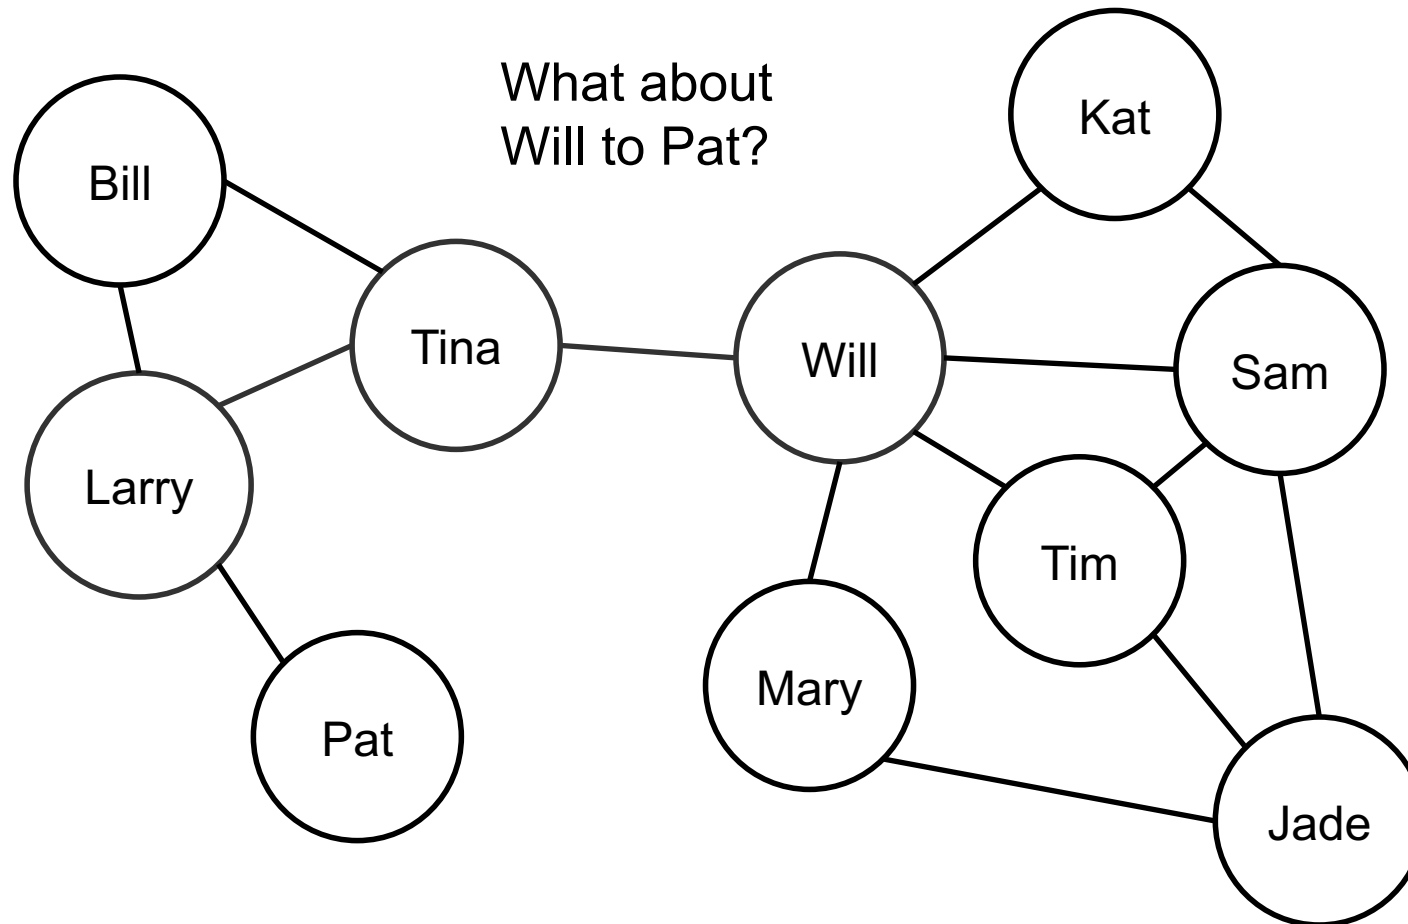 What about
Will to Pat?
Kat
Bill
Tina
Will
Sam
Larry
Tim
Mary
Pat
Jade